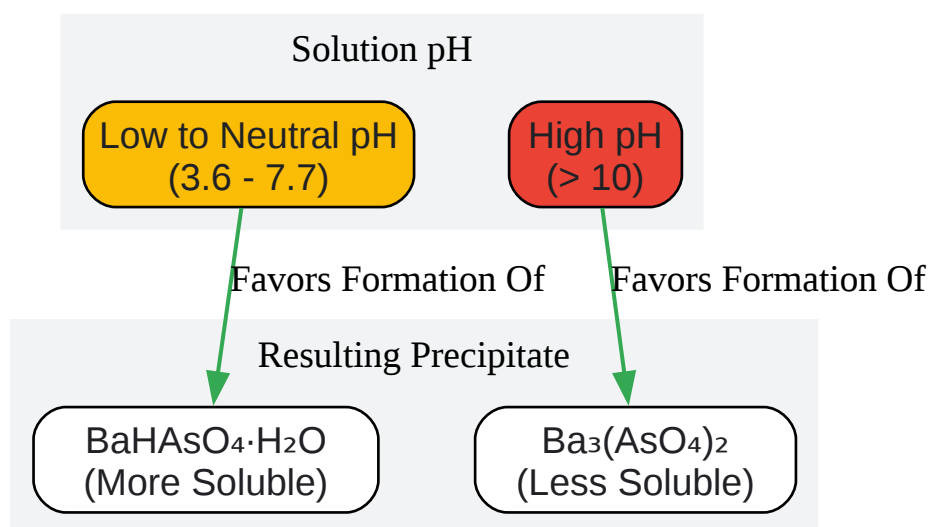 Solution pH
Low to Neutral pH
(3.6 - 7.7)
High pH
(> 10)
Favors Formation Of
Favors Formation Of
Resulting Precipitate
BaHAsO₄·H₂O
(More Soluble)
Ba₃(AsO₄)₂
(Less Soluble)